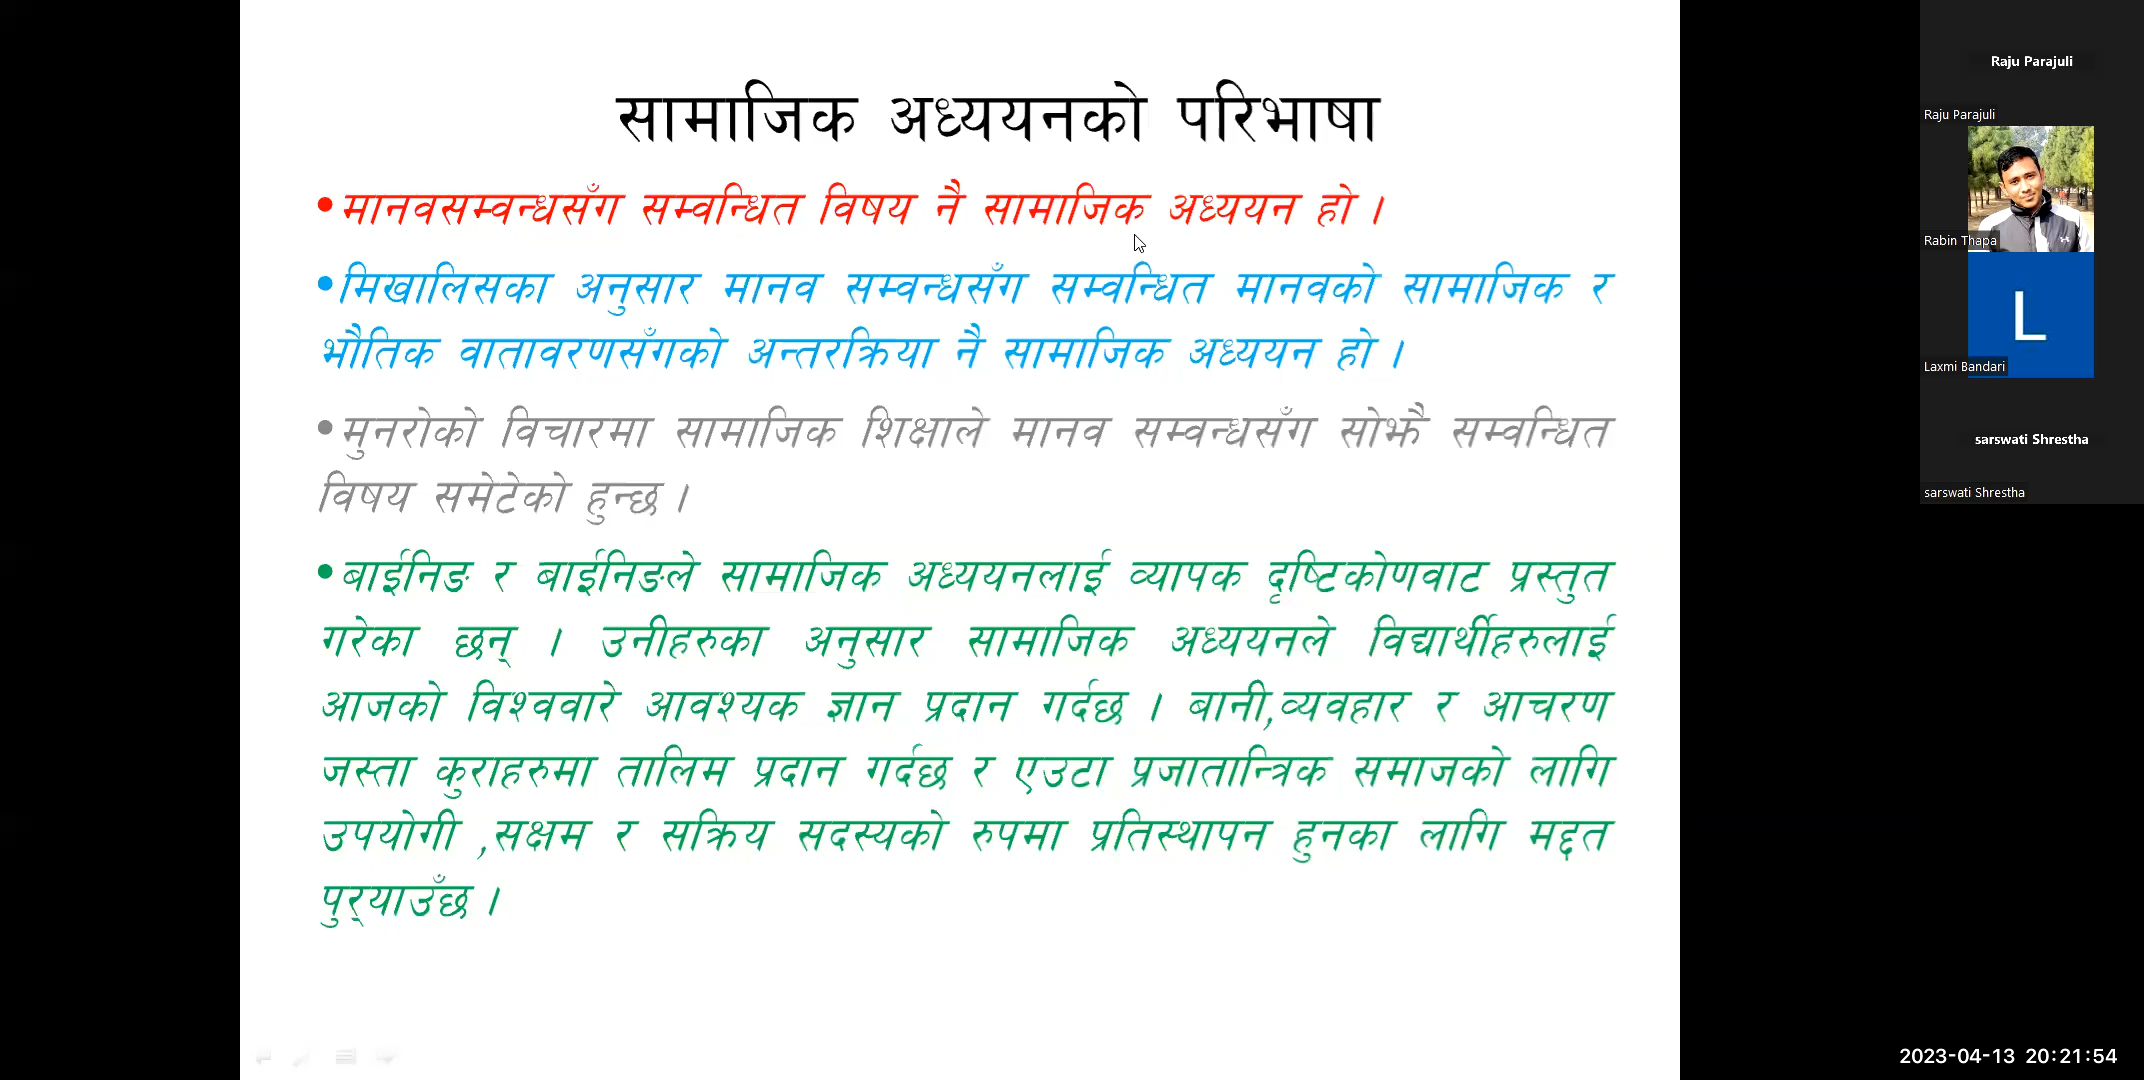 सामाजिक अध्ययनको परिभाषा
•मानवसम्वन्धसँग सम्वन्धित विषय नै सामाजिक अध्ययन हो ।
•मिखालिसका अनुसार मानव सम्वन्धसँग सम्वन्धित मानवको सामाजिक र
भौतिक वातावरणसँगको अन्तरक्रिया नै सामाजिक अध्ययन हो ।
•मुनरोको विचारमा सामाजिक शिक्षाले मानव सम्वन्धसँग सोझै सम्वन्धित
विषय समेटेको हुन्छ ।
•बाईनिङ र बाईनिङले सामाजिक अध्ययनलाई व्यापक दृष्टिकोणवाट प्रस्तुत
गरेका छन् । उनीहरुका अनुसार सामाजिक अध्ययनले विद्यार्थीहरुलाई
आजको विश्ववारे आवश्यक ज्ञान प्रदान गर्दछ । बानी,व्यवहार र आचरण
जस्ता कुराहरुमा तालिम प्रदान गर्दछ र एउटा प्रजातान्त्रिक समाजको लागि
उपयोगी ,सक्षम र सक्रिय सदस्यको रुपमा प्रतिस्थापन हुनका लागि मद्दत
पुर्‍याउँछ ।
Raju Parajuli
Raju Parajuli
Rabin Thapa
L
Laxmi Bandari
sarswati Shrestha
sarswati Shrestha
2023-04-13 20:21:54